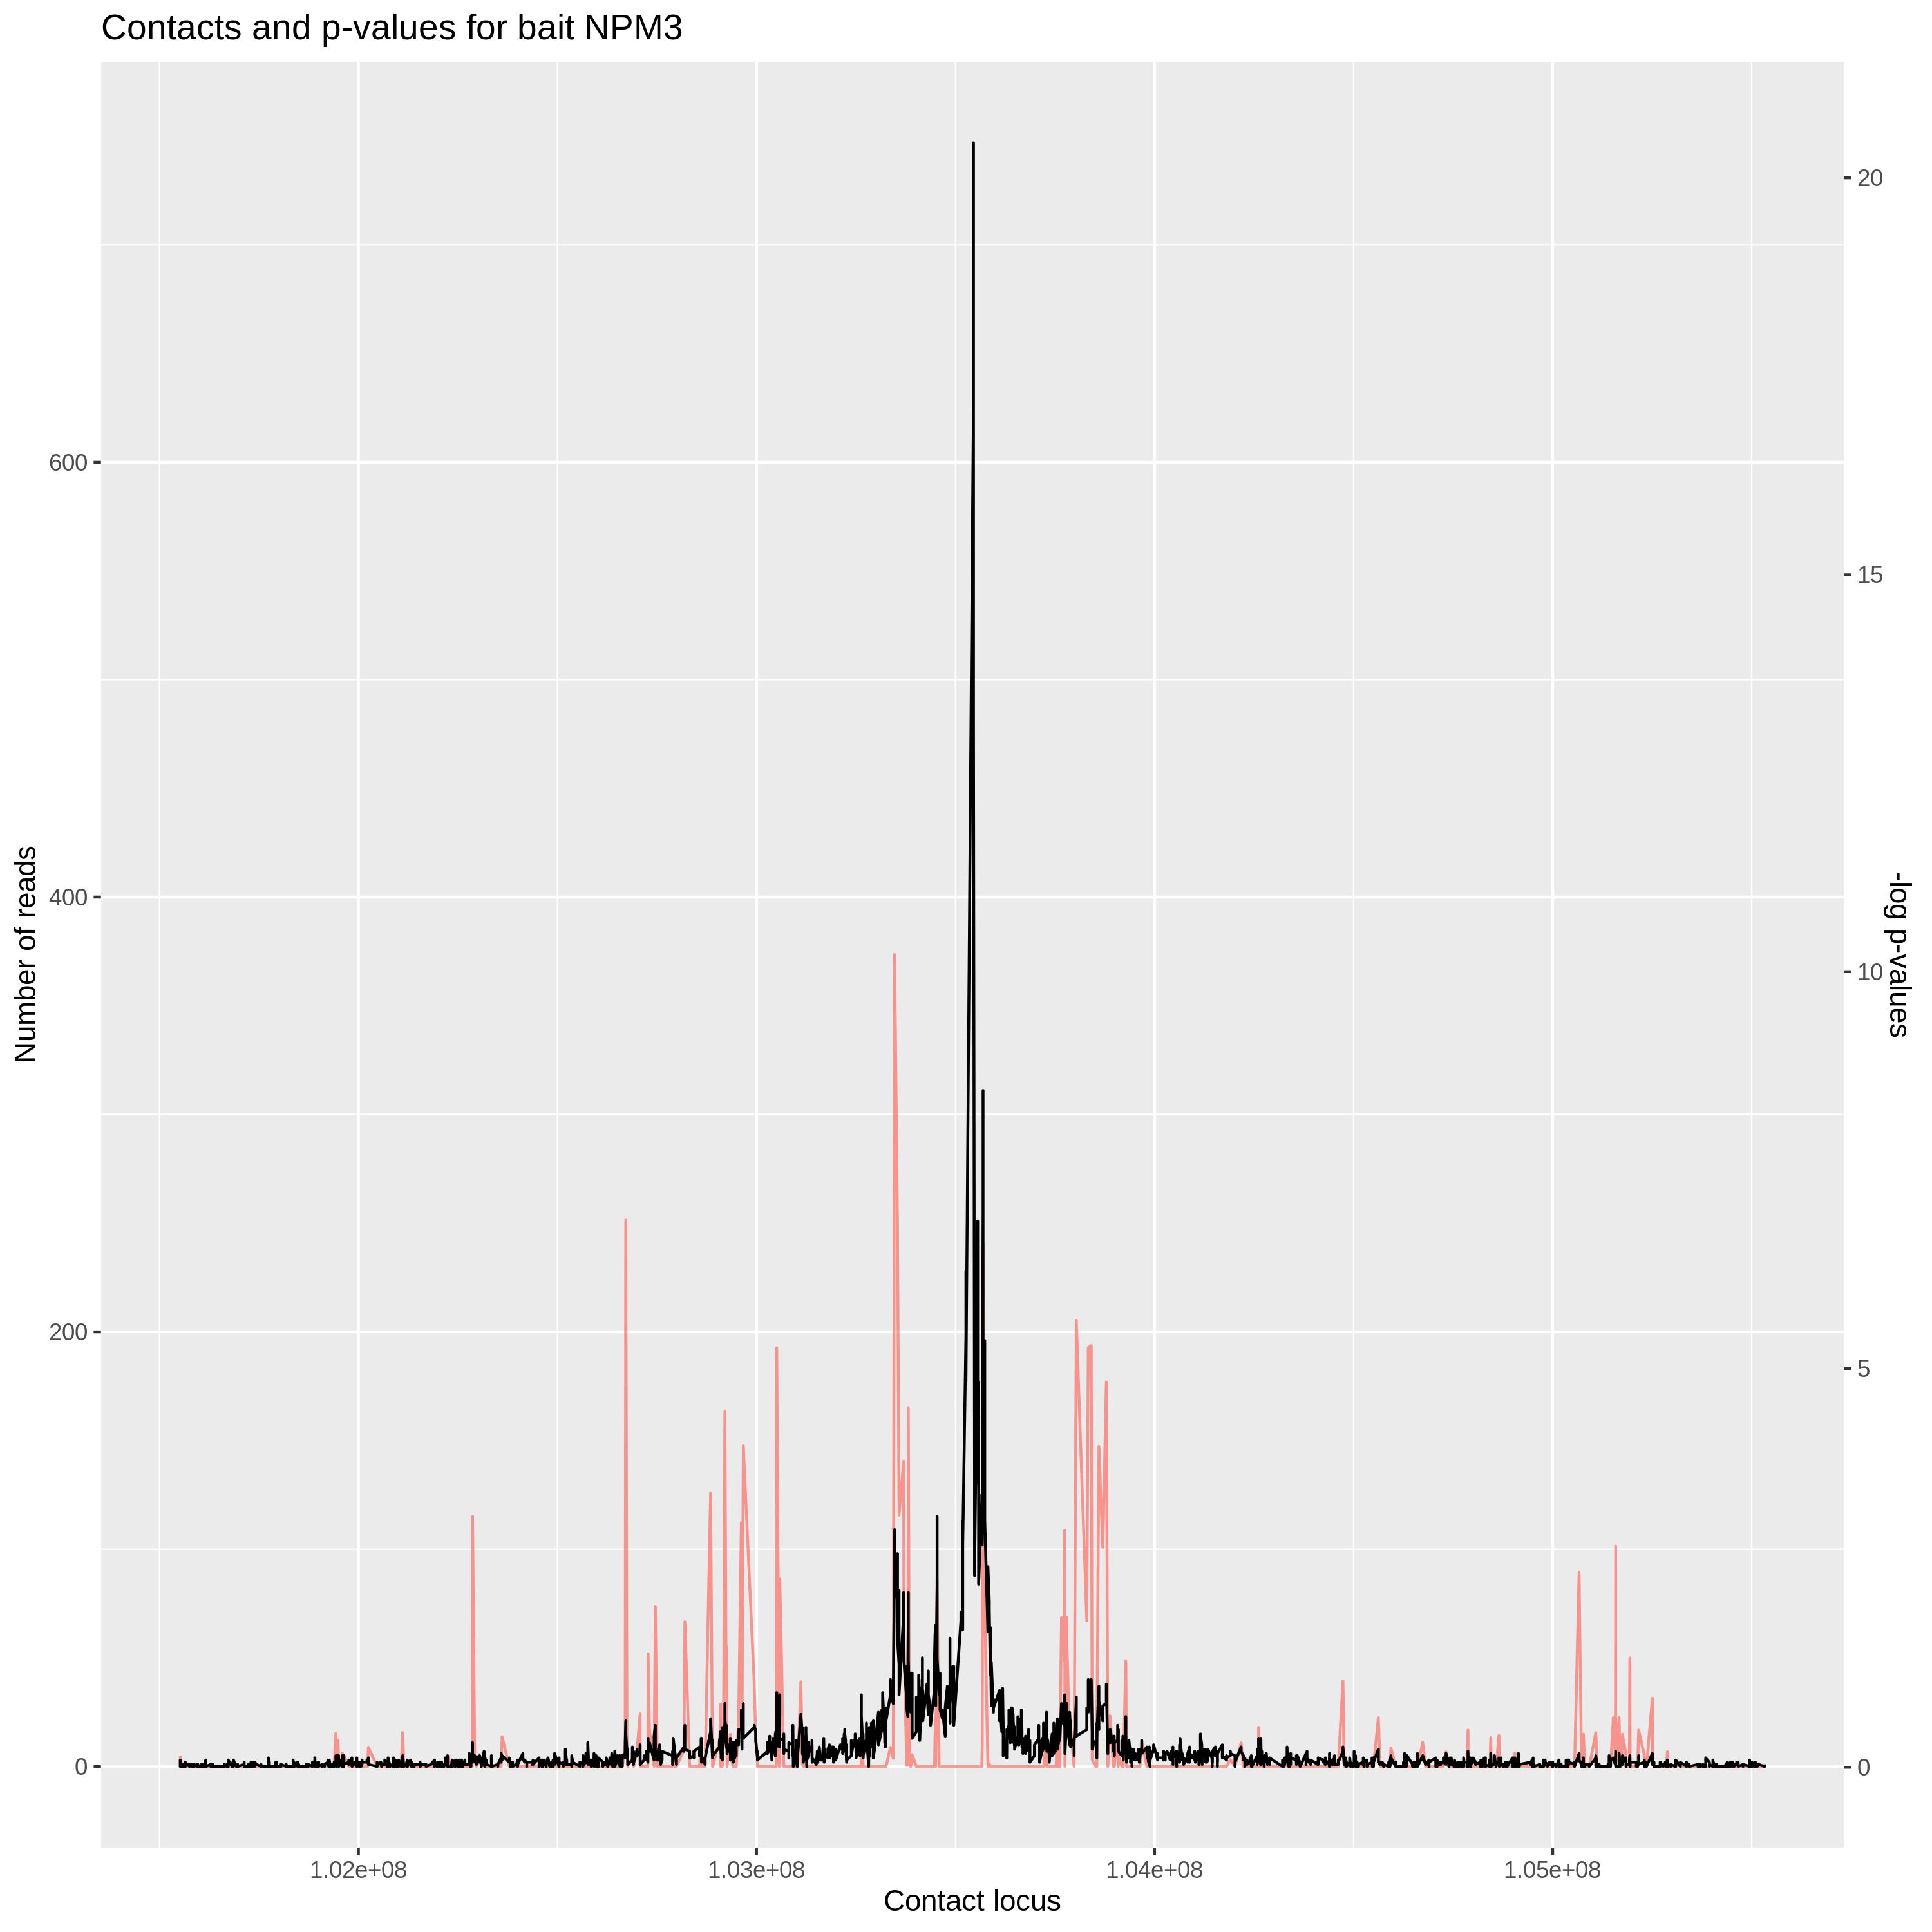 Contacts and p-values for bait NPM3
Number of reads
600
400
200
0
20
15
10
5
0
-log p-values
1.02e+08 1.03e+08 1.04e+08 1.05e+08
Contact locus